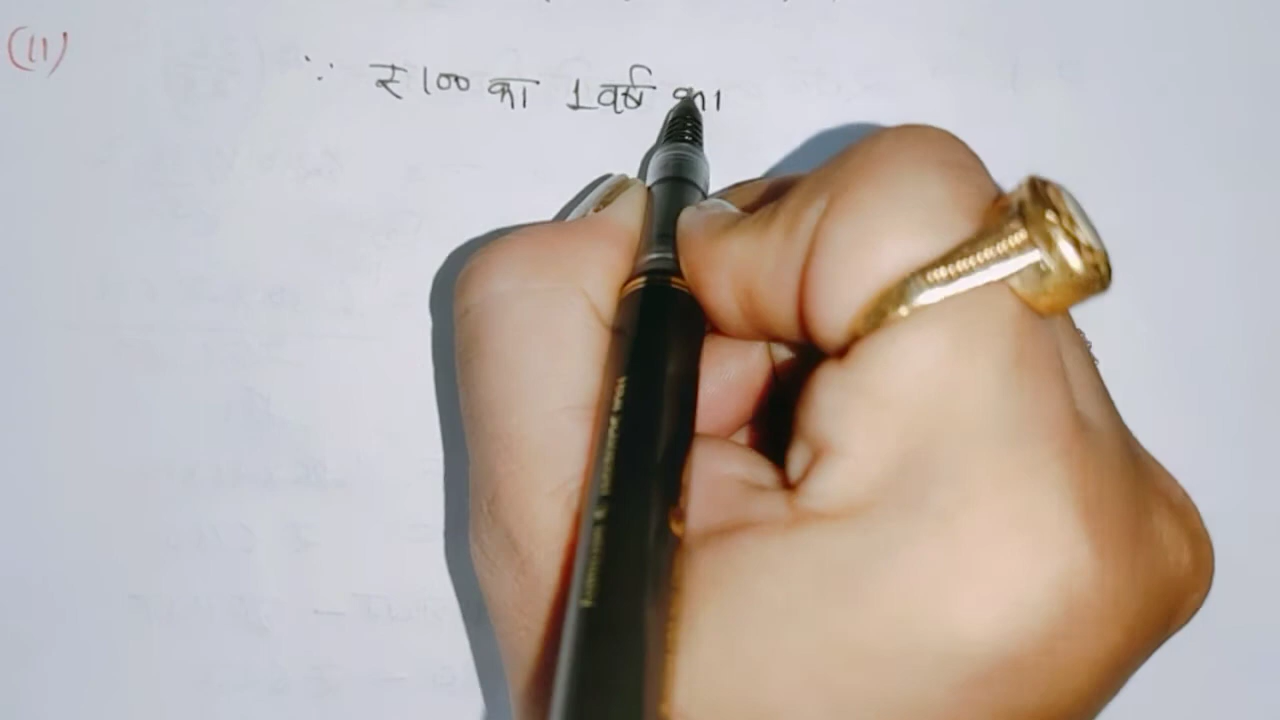 (11)
∵ ₹100 का 1 वर्ष का